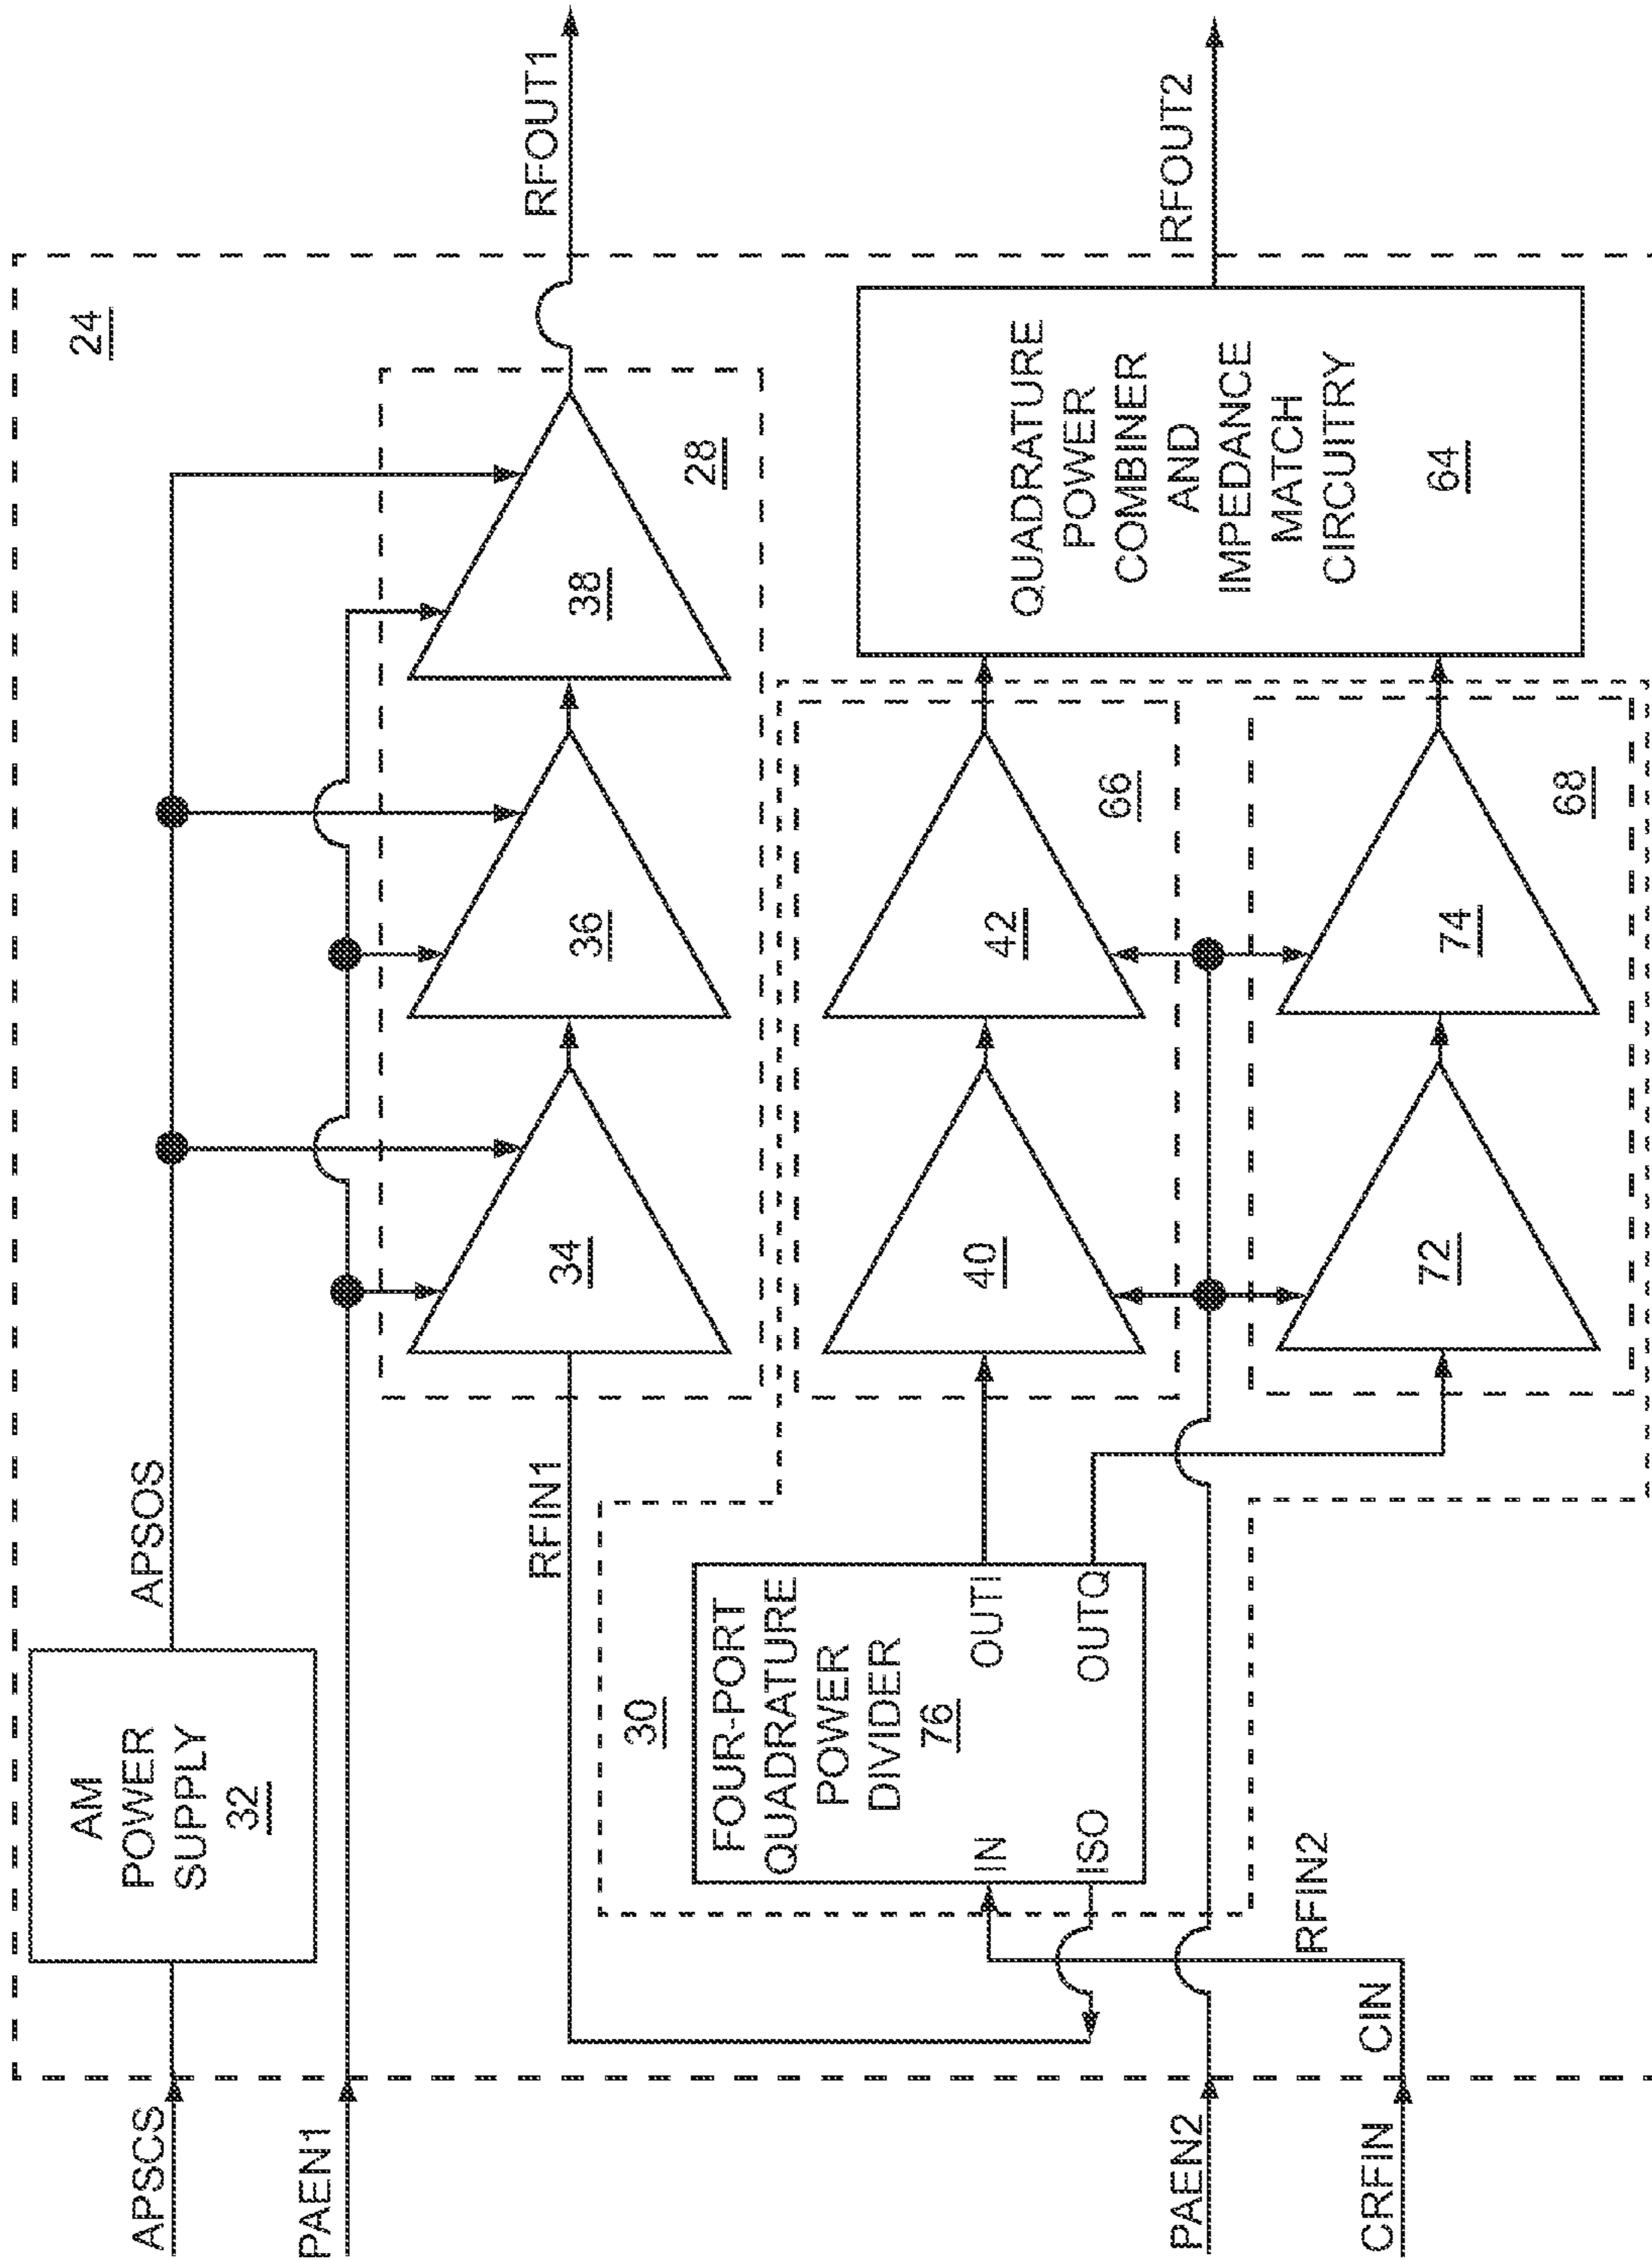 24
APSCS
AM
POWER
SUPPLY
32
APSOS
PAEN1
RFIN1
34
36
38
28
RFOUT1
30
FOUR-PORT
QUADRATURE
POWER
DIVIDER
76
IN
OUTI
ISO
OUTQ
40
42
66
72
74
68
QUADRATURE
POWER
COMBINER
AND
IMPEDANCE
MATCH
CIRCUITRY
64
RFOUT2
PAEN2
RFIN2
CRFIN
CIN